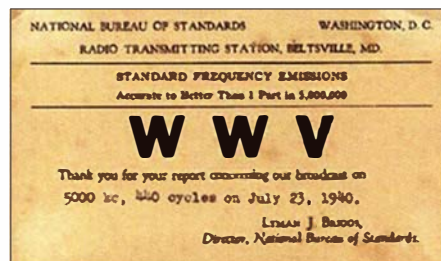 NATIONAL BUREAU OF STANDARDS WASHINGTON, D. C.
RADIO TRANSMITTING STATION, BELTSVILLE, MD.
STANDARD FREQUENCY EMISSIONS
Accurate to Better Than 1 Part in 5,000,000
WWV
Thank you for your report concerning our broadcast on
5000 kc, 440 cycles on July 23, 1940.
LYMAN J. BRIGGS,
Director, National Bureau of Standards.